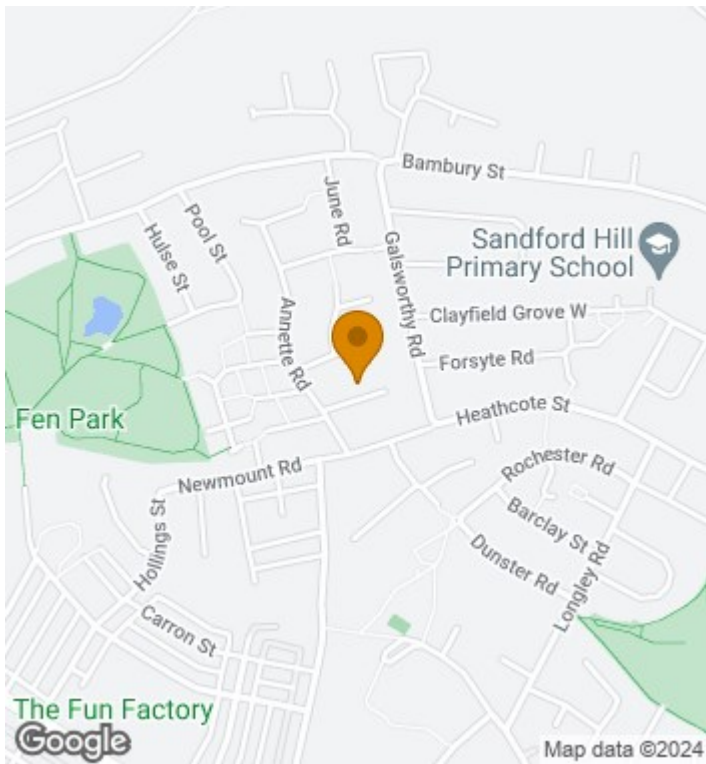 Bambury St
June Rd
Pool St
Hulse St
Galsworthy Rd
Sandford Hill
Primary School
Clayfield Grove W
Annette Rd
Forsyte Rd
Fen Park
Heathcote St
Newmount Rd
Rochester Rd
Hollings St
Barclay St
Dunster Rd
Longley Rd
Carron St
The Fun Factory
Google
Map data ©2024